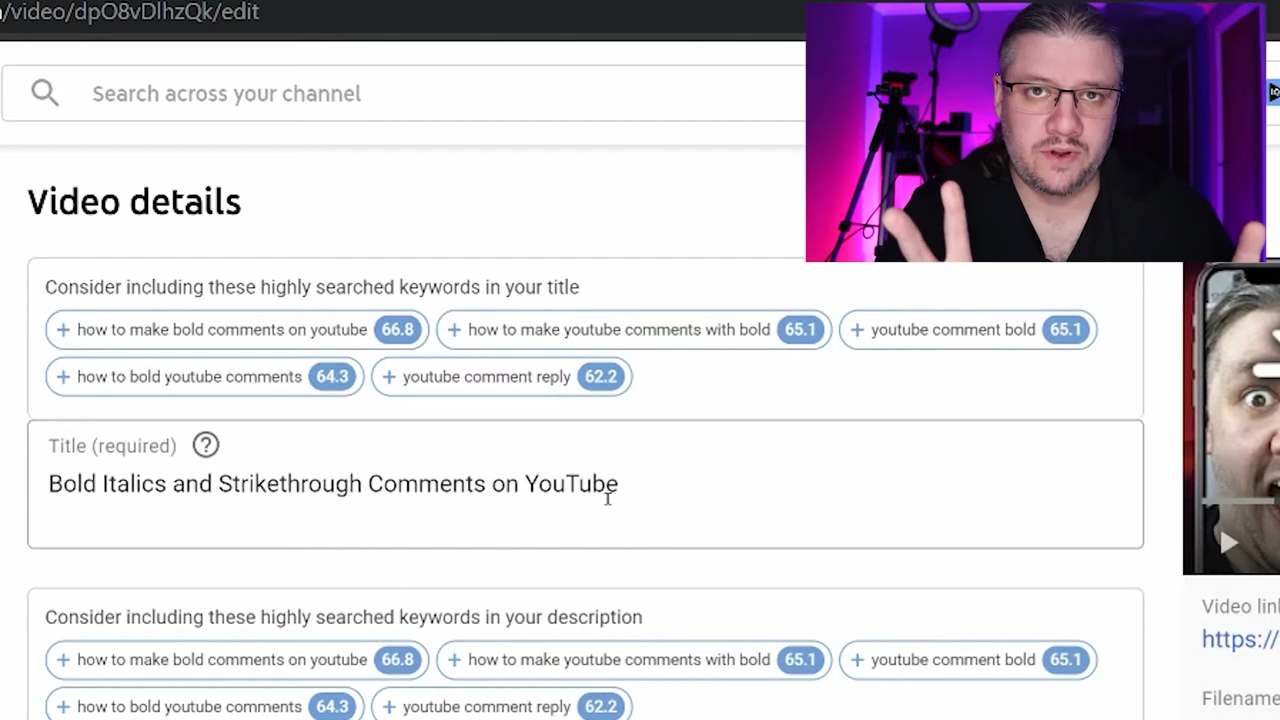 /video/dpO8vDlhzQk/edit
Search across your channel
Video details
Consider including these highly searched keywords in your title
+ how to make bold comments on youtube 66.8 + how to make youtube comments with bold 65.1 + youtube comment bold 65.1
+ how to bold youtube comments 64.3 + youtube comment reply 62.2
Title (required) ?
Bold Italics and Strikethrough Comments on YouTube
Consider including these highly searched keywords in your description
+ how to make bold comments on youtube 66.8 + how to make youtube comments with bold 65.1 + youtube comment bold 65.1
+ how to bold youtube comments 64.3 + youtube comment reply 62.2
Video lin
https://
Filename